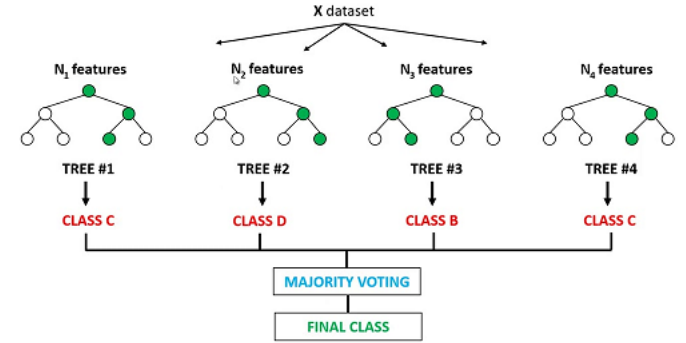 X dataset
N₁ features
N₂ features
N₃ features
N₄ features
TREE #1
TREE #2
TREE #3
TREE #4
CLASS C
CLASS D
CLASS B
CLASS C
MAJORITY VOTING
FINAL CLASS